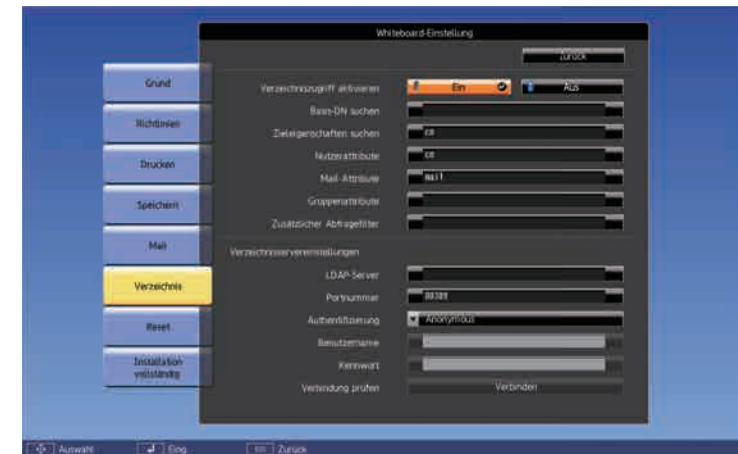 Whiteboard-Einstellung
Zurück
Grund
Richtlinien
Drucken
Speichern
Mail
Verzeichnis
Reset
Installation
vollständig
Verzeichniszugriff aktivieren
Ein
Aus
Basis-DN suchen
Zieleigenschaften suchen
cn
Nutzerattribute
cn
Mail-Attribute
mail
Gruppenattribute
Zusätzlicher Abfragefilter
Verzeichnisservereinstellungen
LDAP-Server
Portnummer
00389
Authentifizierung
Anonymous
Benutzername
Kennwort
Verbindung prüfen
Verbinden
Auswahl
Eing.
Zurück